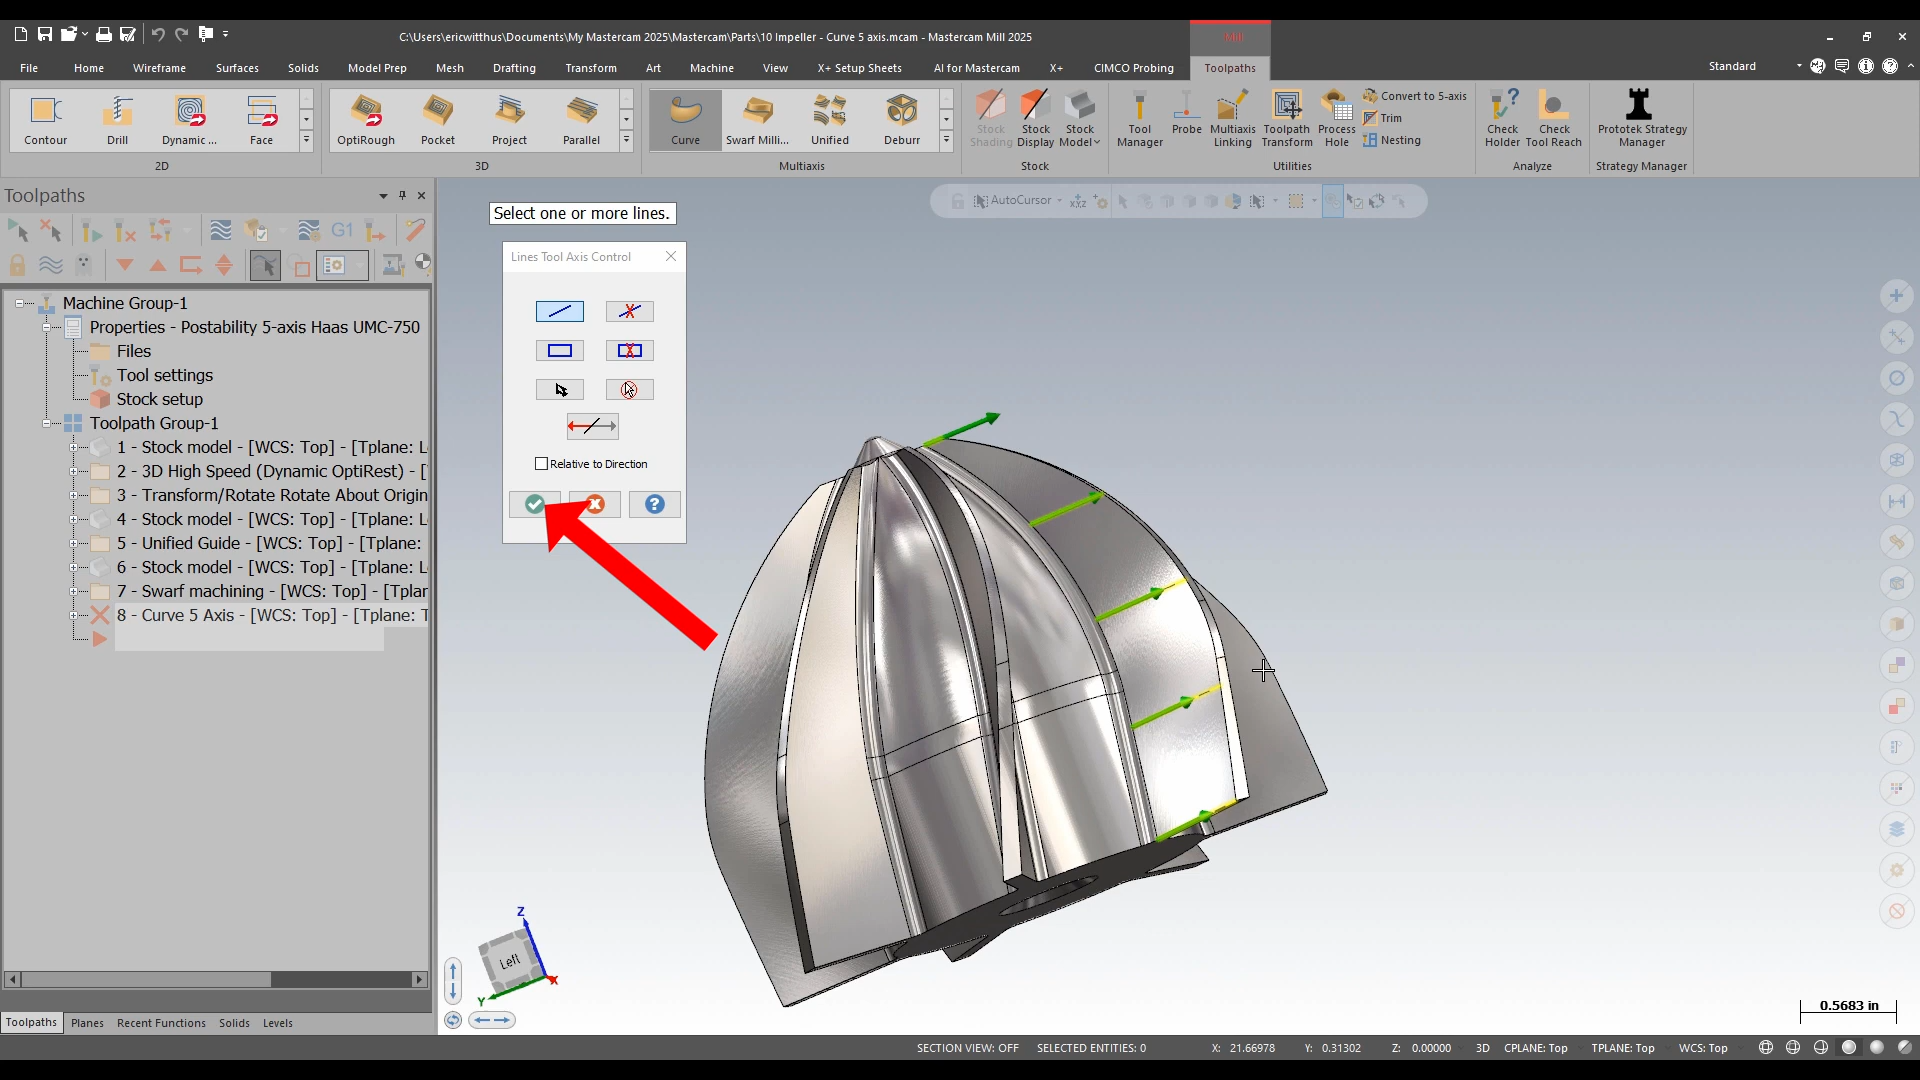 C:\Users\ericwitthus\Documents\My Mastercam 2025\Mastercam\Parts\10 Impeller - Curve 5 axis.mcam - Mastercam Mill 2025
Mill
File Home Wireframe Surfaces Solids Model Prep Mesh Drafting Transform Art Machine View X+ Setup Sheets AI for Mastercam X+ CIMCO Probing Toolpaths Standard
Contour Drill Dynamic ... Face
2D
OptiRough Pocket Project Parallel
3D
Curve Swarf Milli... Unified Deburr
Multiaxis
Stock Shading
Stock Display
Stock Model
Stock
Tool Manager
Probe
Multiaxis Linking
Toolpath Transform
Process Hole
Convert to 5-axis
Trim
Nesting
Utilities
Check Holder
Check Tool Reach
Analyze
Prototek Strategy Manager
Strategy Manager
Toolpaths
G1
Machine Group-1
Properties - Postability 5-axis Haas UMC-750
Files
Tool settings
Stock setup
Toolpath Group-1
1 - Stock model - [WCS: Top] - [Tplane: L
2 - 3D High Speed (Dynamic OptiRest) - [
3 - Transform/Rotate Rotate About Origin
4 - Stock model - [WCS: Top] - [Tplane: L
5 - Unified Guide - [WCS: Top] - [Tplane:
6 - Stock model - [WCS: Top] - [Tplane: L
7 - Swarf machining - [WCS: Top] - [Tplar
8 - Curve 5 Axis - [WCS: Top] - [Tplane: T
Toolpaths Planes Recent Functions Solids Levels
AutoCursor
xyz
Select one or more lines.
Lines Tool Axis Control
Relative to Direction
Z
Left
X
Y
0.5683 in
SECTION VIEW: OFF SELECTED ENTITIES: 0 X: 21.66978 Y: 0.31302 Z: 0.00000 3D CPLANE: Top TPLANE: Top WCS: Top